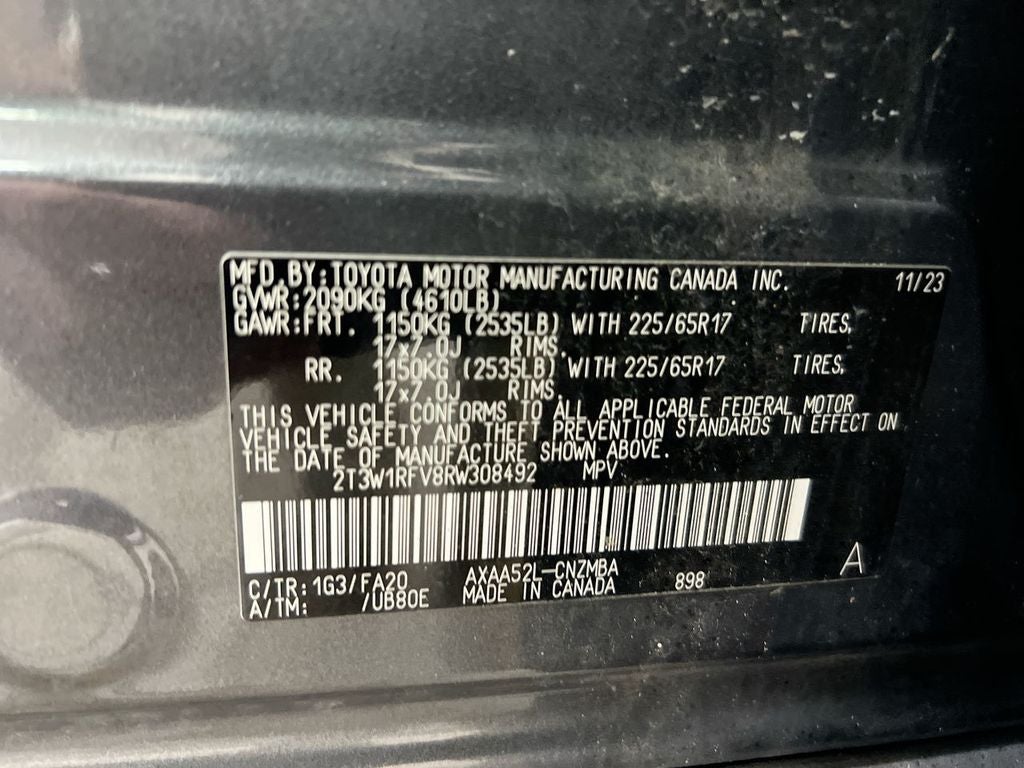 MFD.BY:TOYOTA MOTOR MANUFACTURING CANADA INC. 11/23
GVWR:2090KG (4610LB)
GAWR:FRT. 1150KG (2535LB) WITH 225/65R17 TIRES,
17x7.0J RIMS.
RR. 1150KG (2535LB) WITH 225/65R17 TIRES,
17x7.0J RIMS.
THIS VEHICLE CONFORMS TO ALL APPLICABLE FEDERAL MOTOR
VEHICLE SAFETY AND THEFT PREVENTION STANDARDS IN EFFECT ON
THE DATE OF MANUFACTURE SHOWN ABOVE.
2T3W1RFV8RW308492 MPV
C/TR:1G3/FA20 AXAA52L-CNZMBA 898 A
A/TM: /UB80E MADE IN CANADA